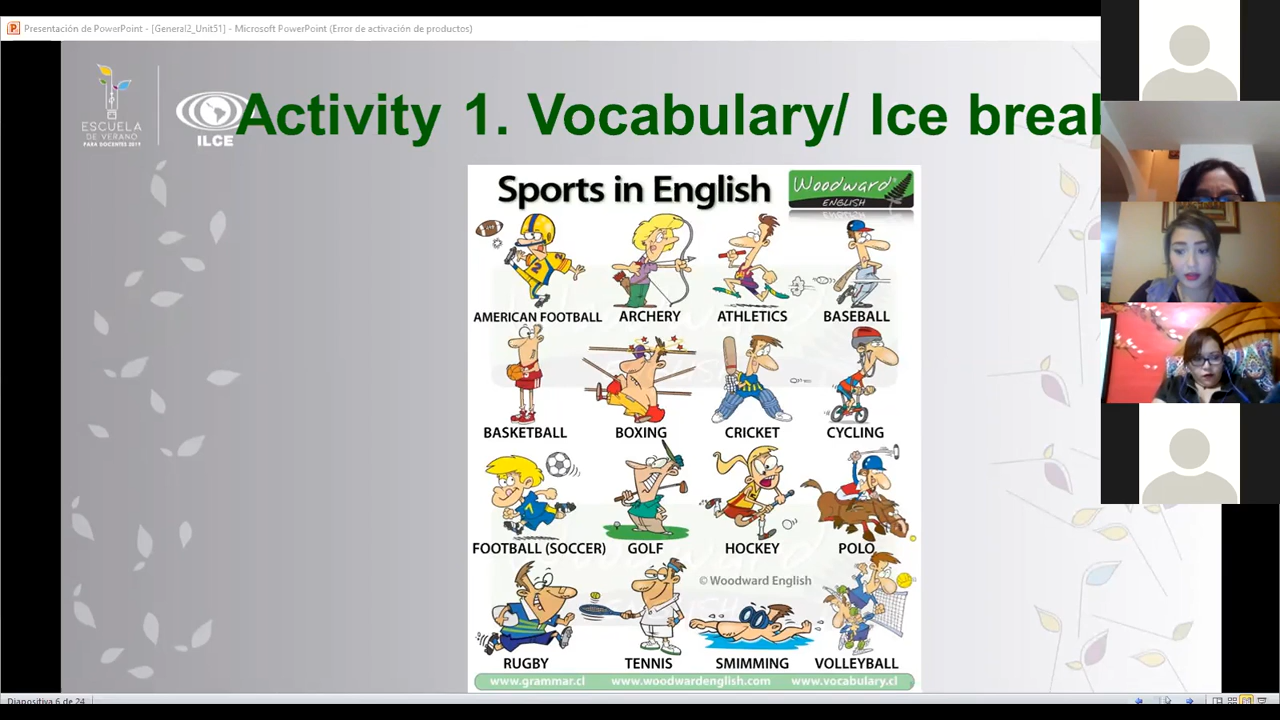 Presentación de PowerPoint - [General2_Unit51] - Microsoft PowerPoint (Error de activación de productos)
ESCUELA
DE VERANO
PARA DOCENTES 2019
ILCE
Activity 1. Vocabulary/ Ice break
Sports in English
Woodward
ENGLISH
AMERICAN FOOTBALL ARCHERY ATHLETICS BASEBALL
BASKETBALL BOXING CRICKET CYCLING
FOOTBALL (SOCCER) GOLF HOCKEY POLO
© Woodward English
RUGBY TENNIS SMIMMING VOLLEYBALL
www.grammar.cl www.woodwardenglish.com www.vocabulary.cl
Diapositiva 6 de 24